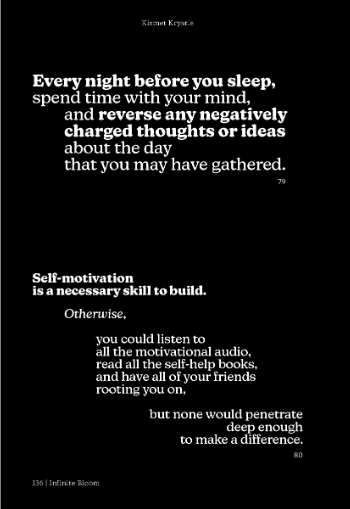 Kismet Krystle
Every night before you sleep,
spend time with your mind,
and reverse any negatively
charged thoughts or ideas
about the day
that you may have gathered.
79
Self-motivation
is a necessary skill to build.
Otherwise,
you could listen to
all the motivational audio,
read all the self-help books,
and have all of your friends
rooting you on,
but none would penetrate
deep enough
to make a difference.
80
136 | Infinite Bloom